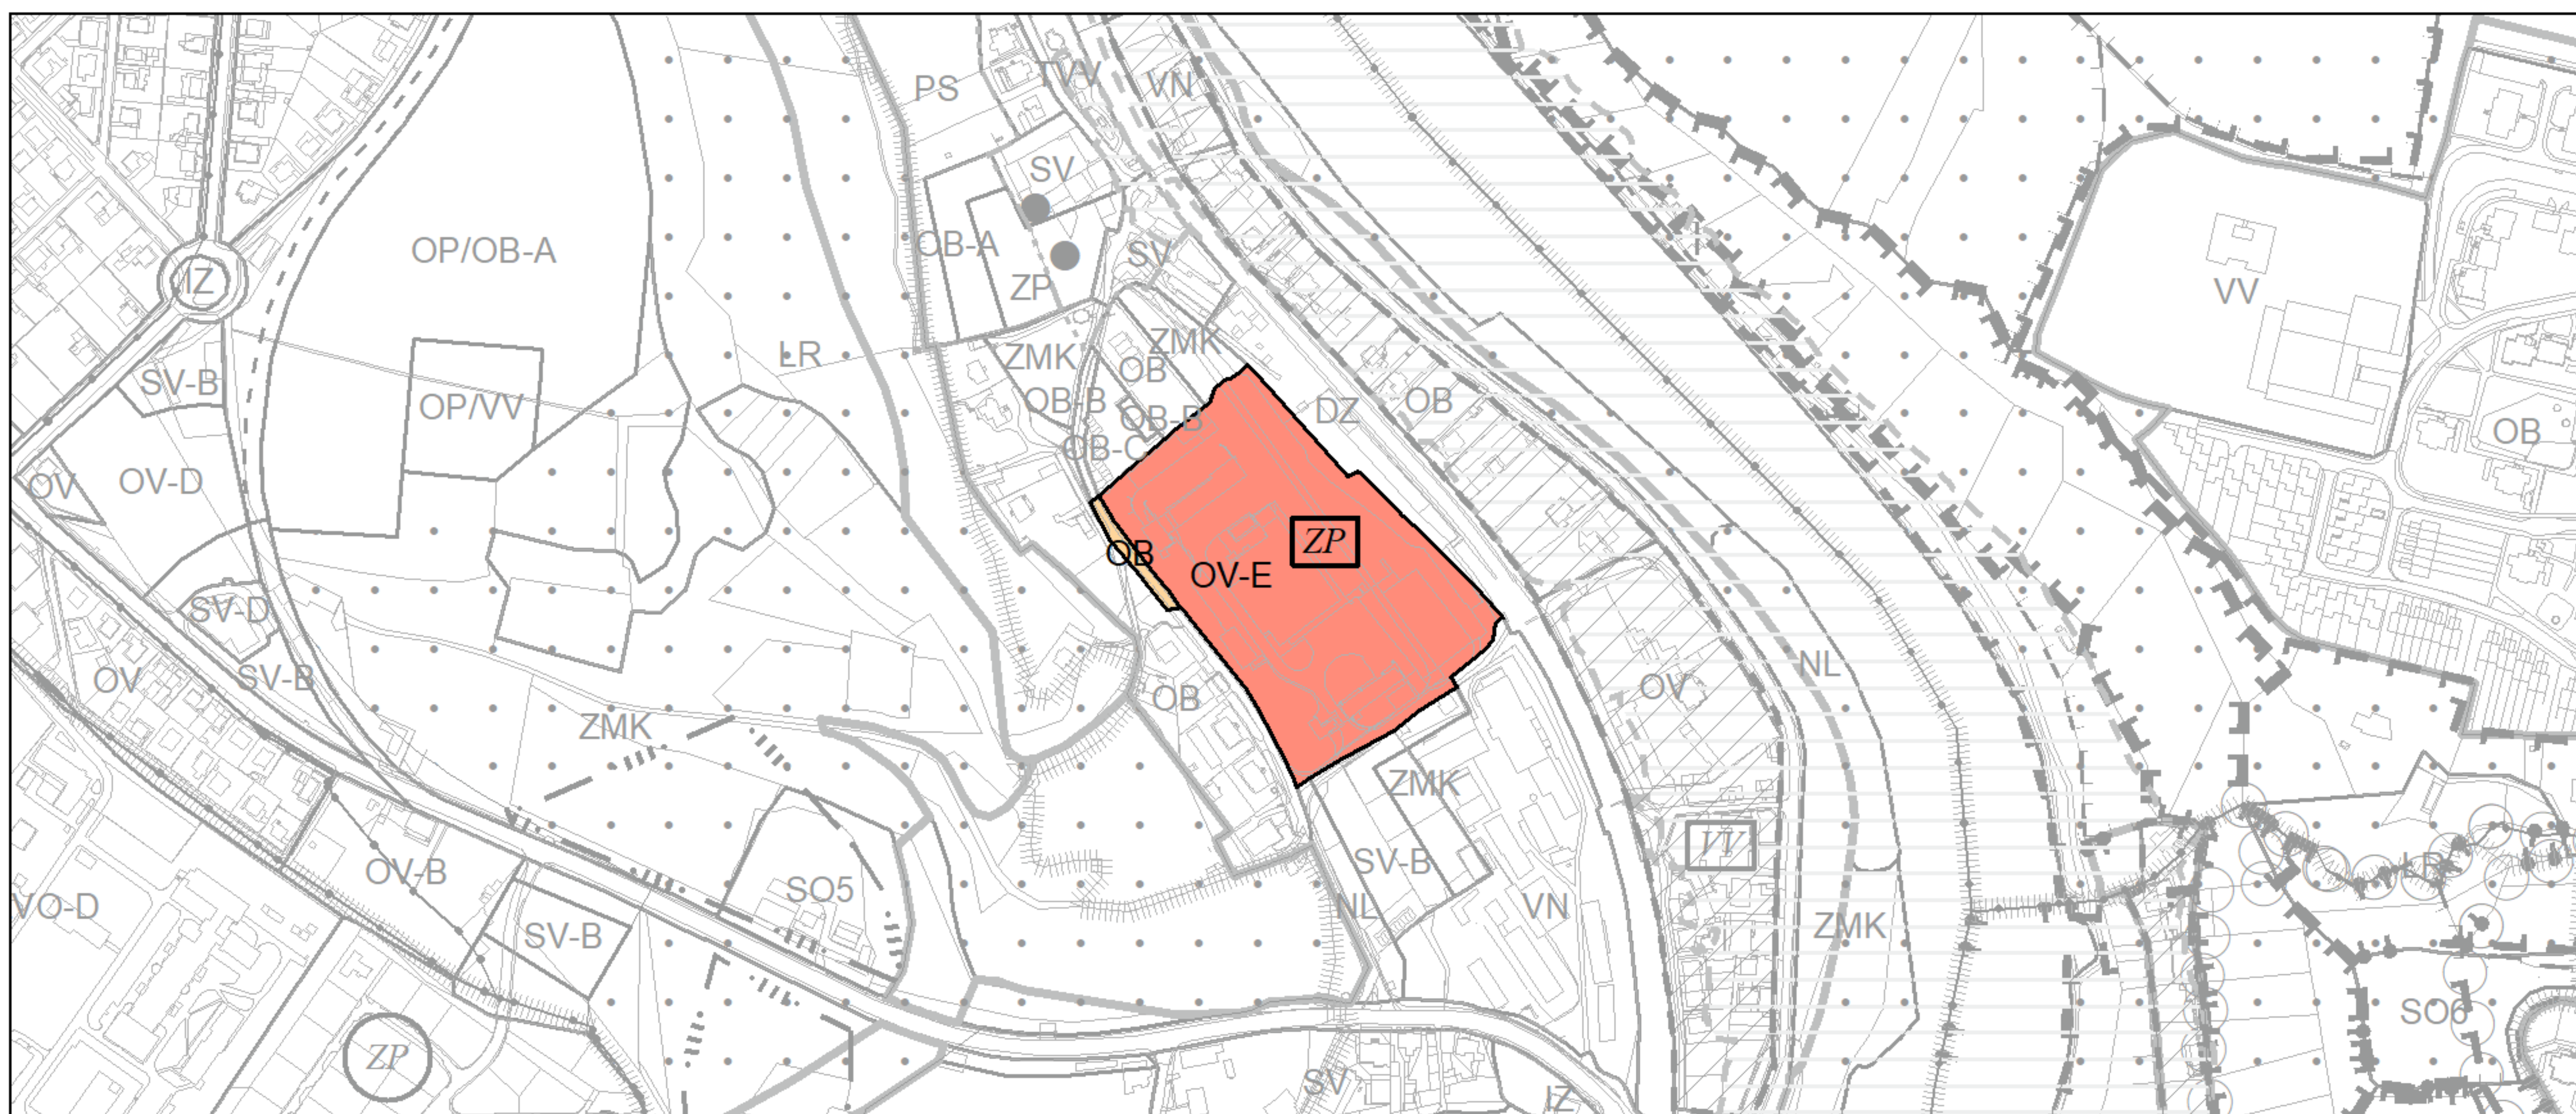 PS
TVV
VN
SV
OP/OB-A
OB-A
SV
IZ
ZP
VV
LR
ZMK
ZMK
OB
SV-B
OP/VV
OB-B
OB-B
DZ
OB
OB-C
OB
OV
OV-D
ZP
OB
OV-E
SV-D
NL
OV
SV-B
OV
OB
ZMK
ZMK
VV
OV-B
SO5
SV-B
LR
VO-D
NL
VN
SV-B
ZMK
SO6
ZP
SV
IZ